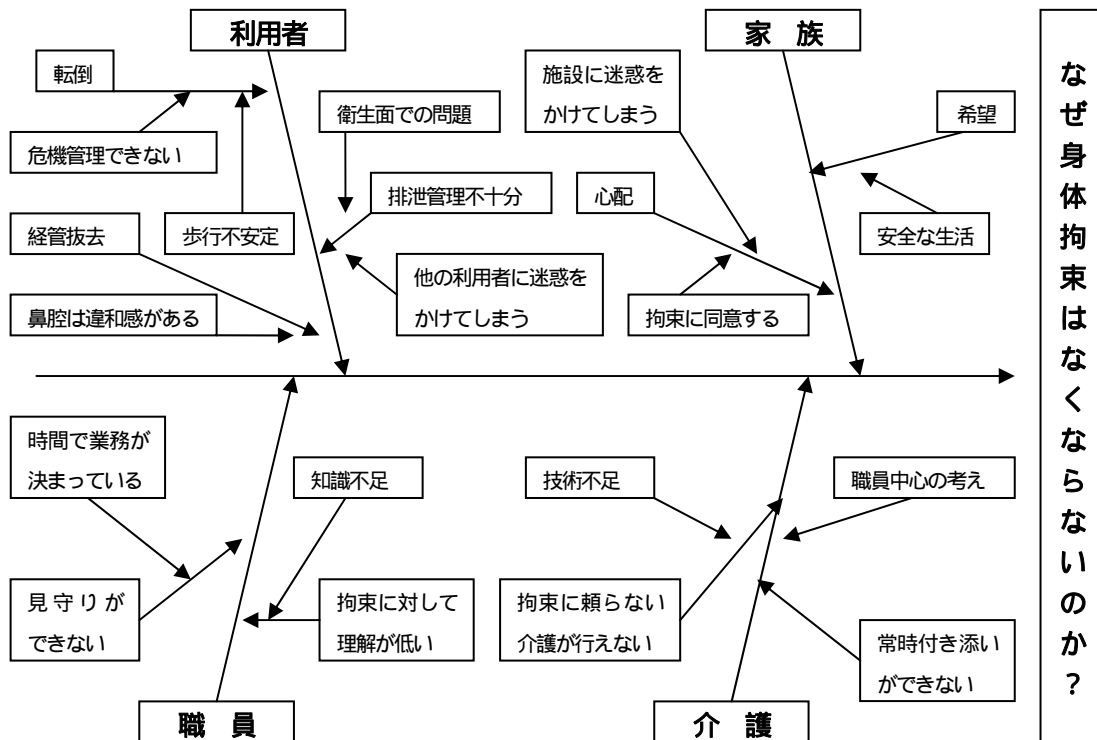 利用者
家　族
転倒
危機管理できない
歩行不安定
経管抜去
鼻腔は違和感がある
衛生面での問題
排泄管理不十分
他の利用者に迷惑を
かけてしまう
施設に迷惑を
かけてしまう
心配
拘束に同意する
希望
安全な生活
時間で業務が
決まっている
見守りが
できない
知識不足
拘束に対して
理解が低い
技術不足
職員中心の考え
拘束に頼らない
介護が行えない
常時付き添い
ができない
職　員
介　護
なぜ身体拘束はなくならないのか？